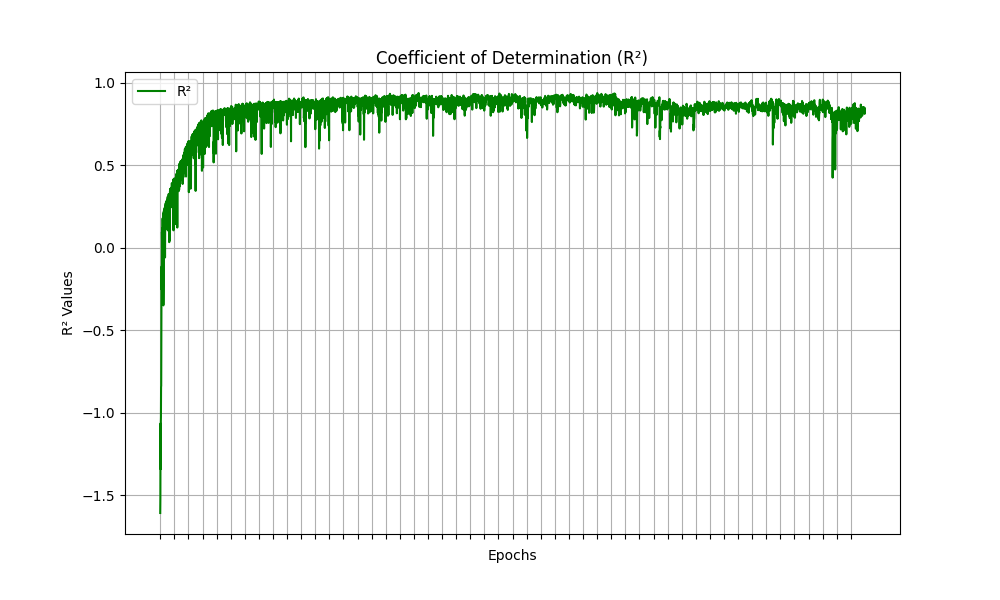 Coefficient of Determination (R²)
R²
R² Values
1.0
0.5
0.0
−0.5
−1.0
−1.5
Epochs